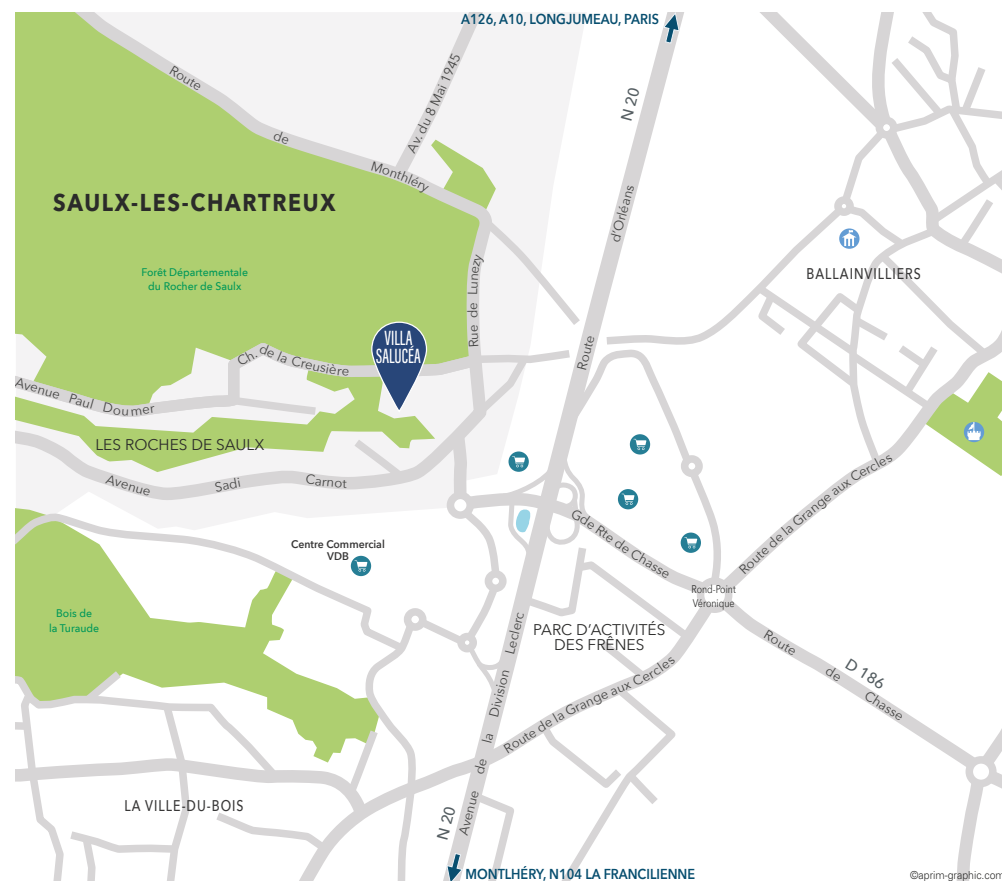 A126, A10, LONGJUMEAU, PARIS
Route de Monthléry
Av. du 8 Mai 1945
N 20
SAULX-LES-CHARTREUX
Route d'Orléans
Forêt Départementale
du Rocher de Saulx
Rue de Lunezy
BALLAINVILLIERS
VILLA
SALUCÉA
Ch. de la Creusière
Avenue Paul Doumer
LES ROCHES DE SAULX
Avenue Sadi Carnot
Route de la Grange aux Cercles
Gde Rte de Chasse
Centre Commercial
VDB
Rond-Point
Véronique
Bois de
la Turaude
PARC D'ACTIVITÉS
DES FRÊNES
Route de Chasse
D 186
Route de la Grange aux Cercles
Avenue de la Division Leclerc
LA VILLE-DU-BOIS
N 20
MONTLHÉRY, N104 LA FRANCILIENNE
©aprim-graphic.com